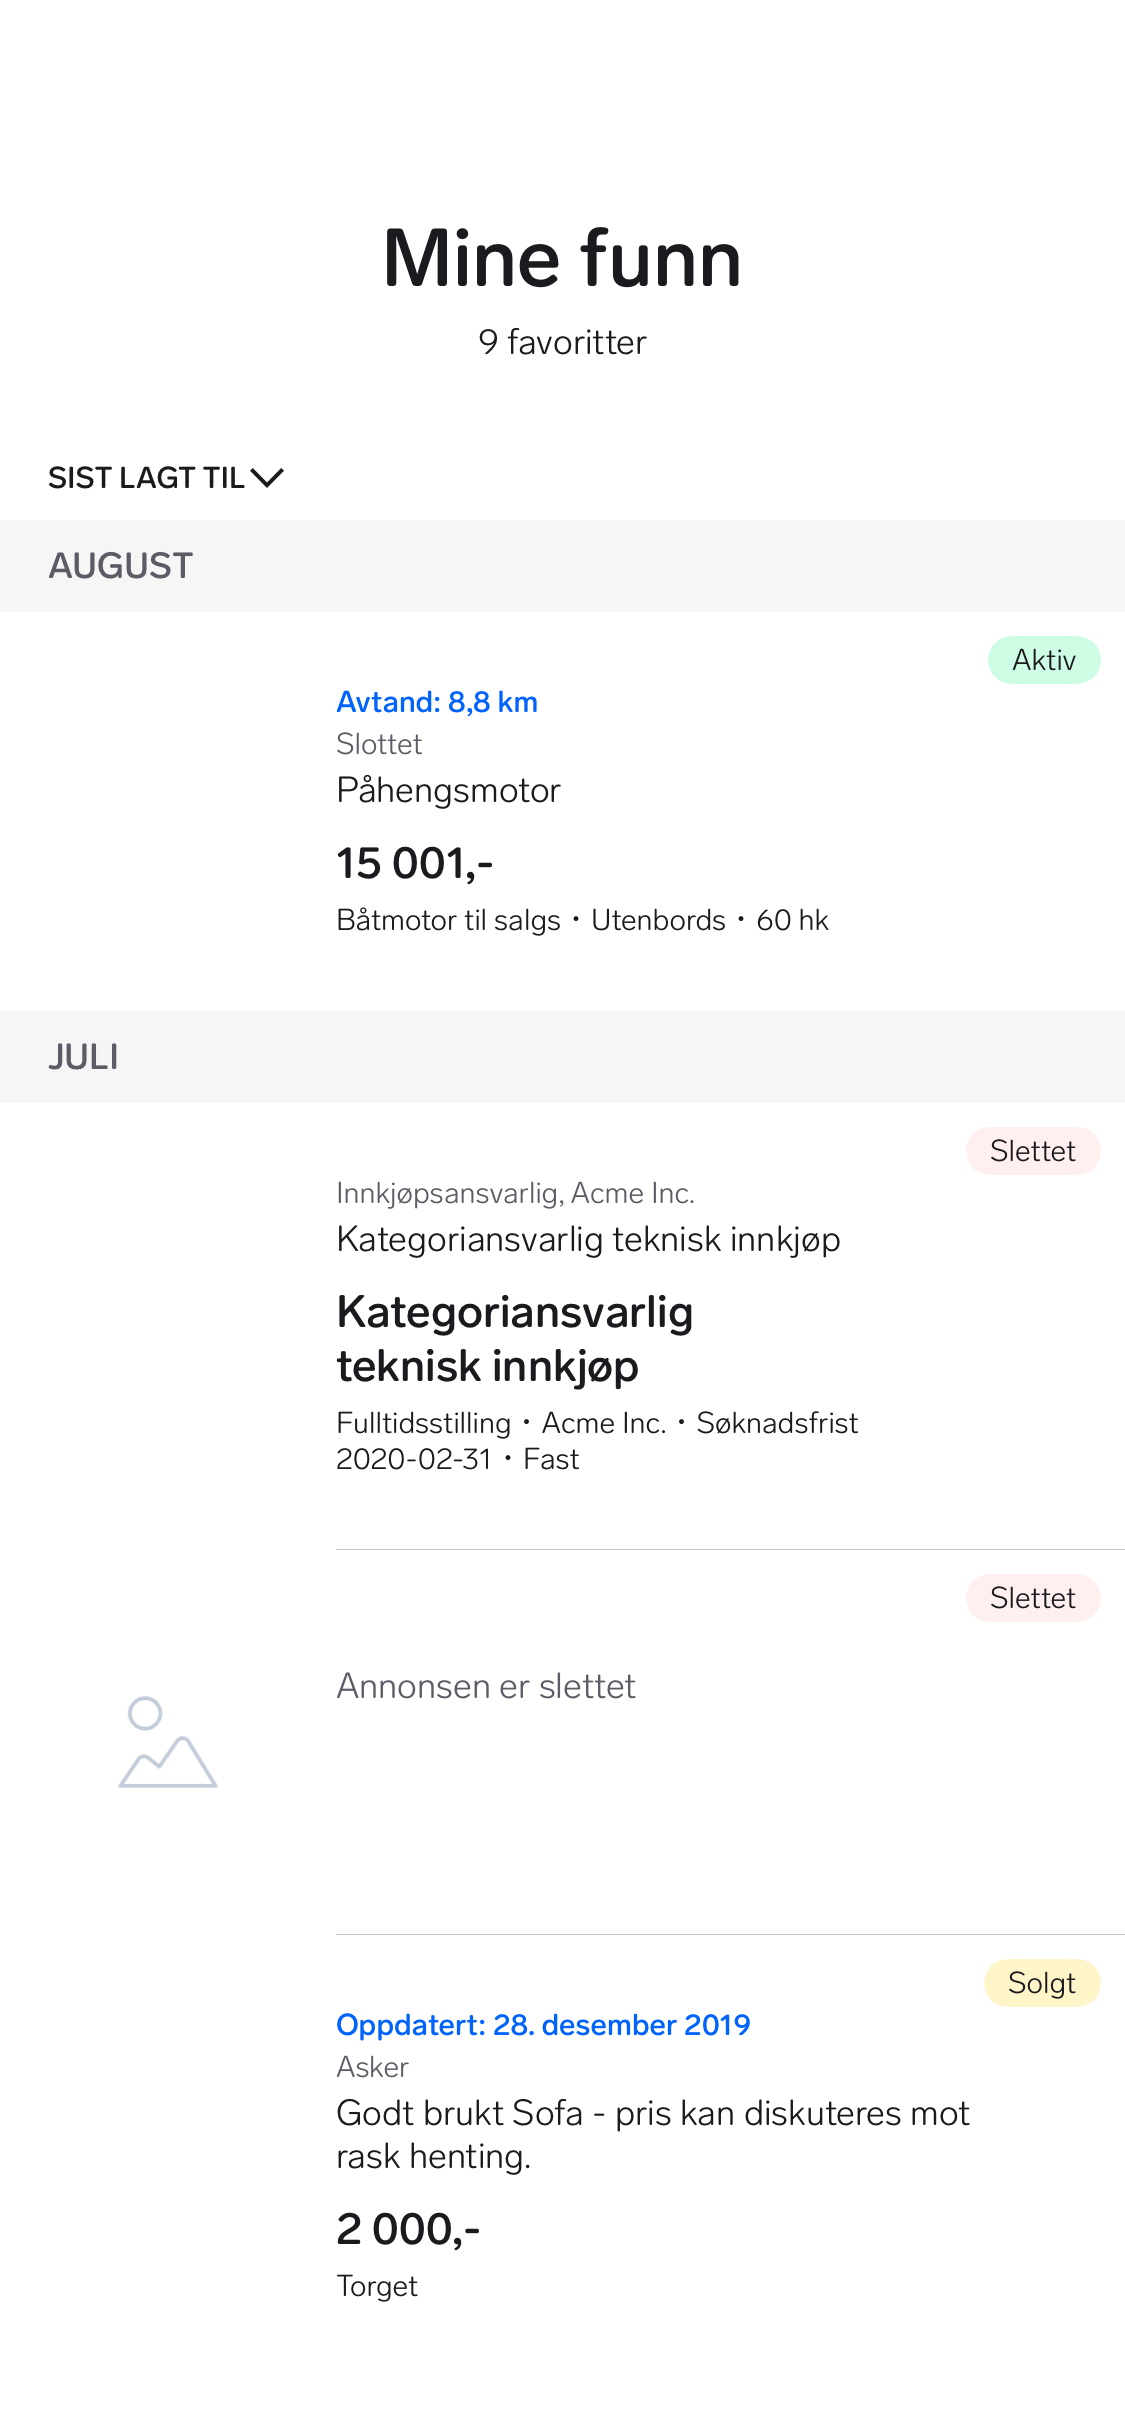 Mine funn
9 favoritter
SIST LAGT TIL
AUGUST
Aktiv
Avtand: 8,8 km
Slottet
Påhengsmotor
15 001,-
Båtmotor til salgs • Utenbords • 60 hk
JULI
Slettet
Innkjøpsansvarlig, Acme Inc.
Kategoriansvarlig teknisk innkjøp
Kategoriansvarlig
teknisk innkjøp
Fulltidsstilling • Acme Inc. • Søknadsfrist
2020-02-31 • Fast
Slettet
Annonsen er slettet
Solgt
Oppdatert: 28. desember 2019
Asker
Godt brukt Sofa - pris kan diskuteres mot
rask henting.
2 000,-
Torget